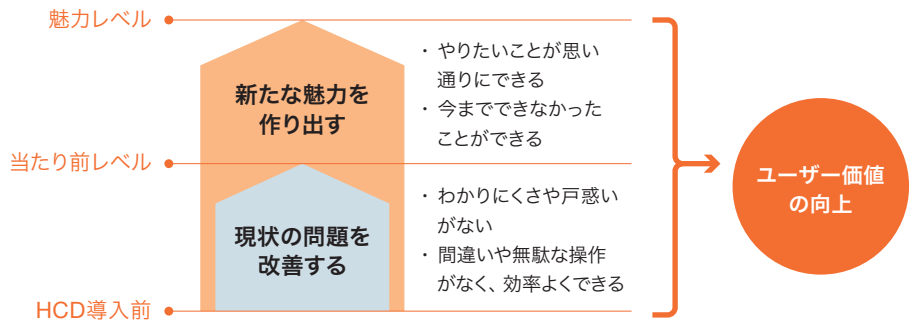 魅力レベル
新たな魅力を
作り出す
・ やりたいことが思い
通りにできる
・ 今までできなかった
ことができる
当たり前レベル
現状の問題を
改善する
・ わかりにくさや戸惑い
がない
・ 間違いや無駄な操作
がなく、効率よくできる
HCD導入前
ユーザー価値
の向上